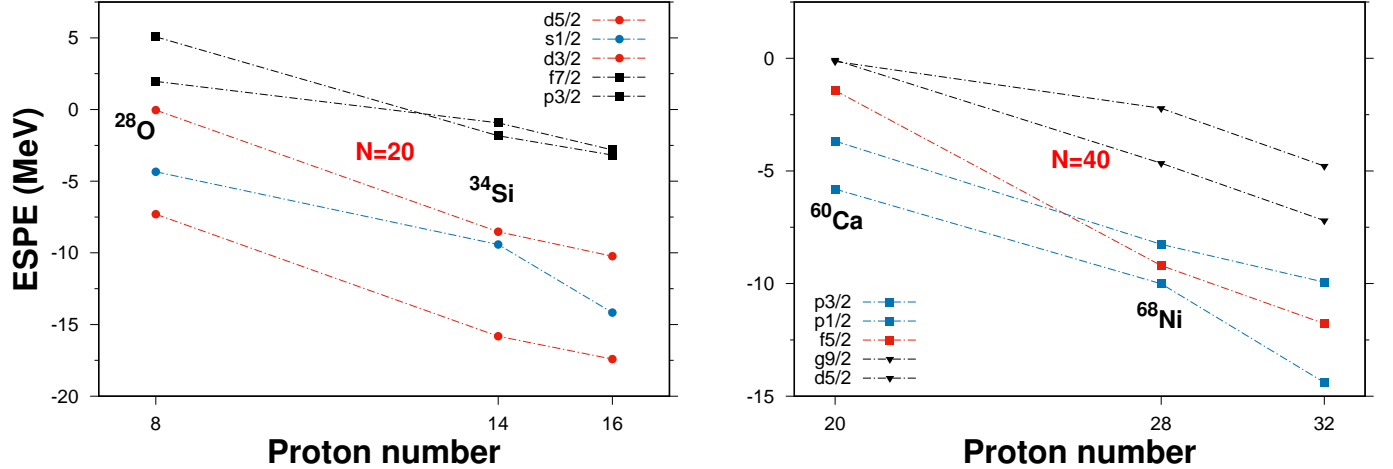 ESPE (MeV)
5
0
-5
-10
-15
-20
8
14
16
Proton number
d5/2
s1/2
d3/2
f7/2
p3/2
28O
N=20
34Si
0
-5
-10
-15
20
28
32
Proton number
N=40
60Ca
68Ni
p3/2
p1/2
f5/2
g9/2
d5/2